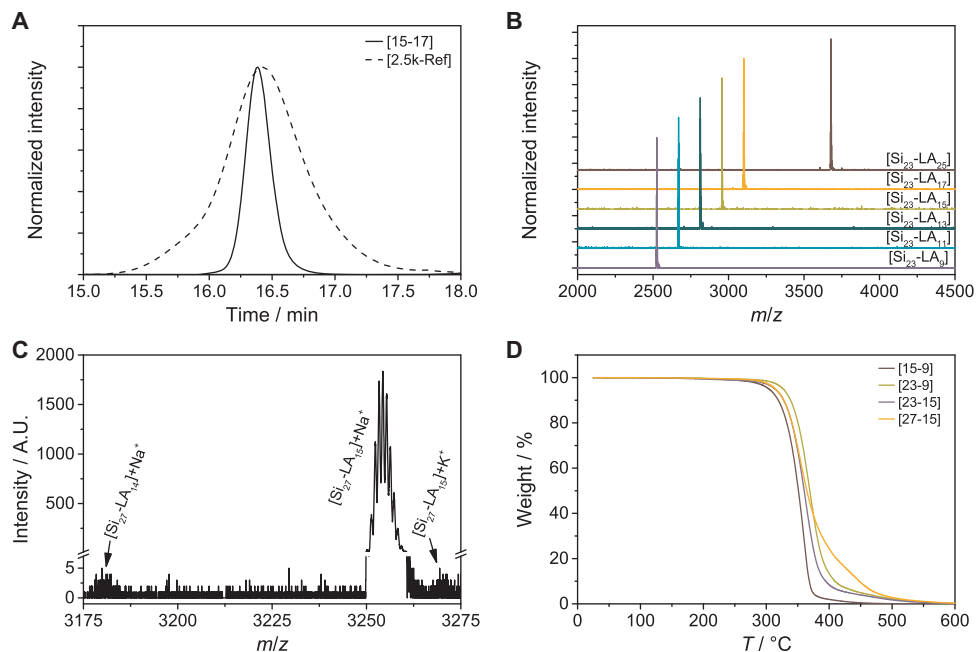 A
[15-17]
[2.5k-Ref]
Normalized intensity
15.0 15.5 16.0 16.5 17.0 17.5 18.0
Time / min
B
Normalized intensity
[Si₂₃-LA₂₅]
[Si₂₃-LA₁₇]
[Si₂₃-LA₁₅]
[Si₂₃-LA₁₃]
[Si₂₃-LA₁₁]
[Si₂₃-LA₉]
2000 2500 3000 3500 4000 4500
m/z
C
Intensity / A.U.
2000
1500
1000
500
5
0
[Si₂₇-LA₁₄]+Na⁺
[Si₂₇-LA₁₅]+Na⁺
[Si₂₇-LA₁₅]+K⁺
3175 3200 3225 3250 3275
m/z
D
[15-9]
[23-9]
[23-15]
[27-15]
Weight / %
100
80
60
40
20
0
0 100 200 300 400 500 600
T / °C